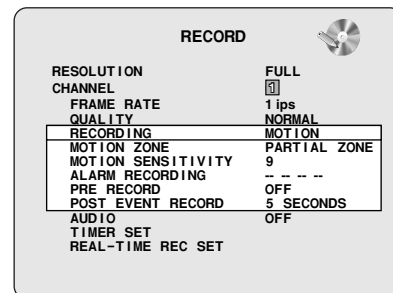 RECORD
RESOLUTION FULL
CHANNEL 1
FRAME RATE 1 ips
QUALITY NORMAL
RECORDING MOTION
MOTION ZONE PARTIAL ZONE
MOTION SENSITIVITY 9
ALARM RECORDING -- -- -- --
PRE RECORD OFF
POST EVENT RECORD 5 SECONDS
AUDIO OFF
TIMER SET
REAL-TIME REC SET